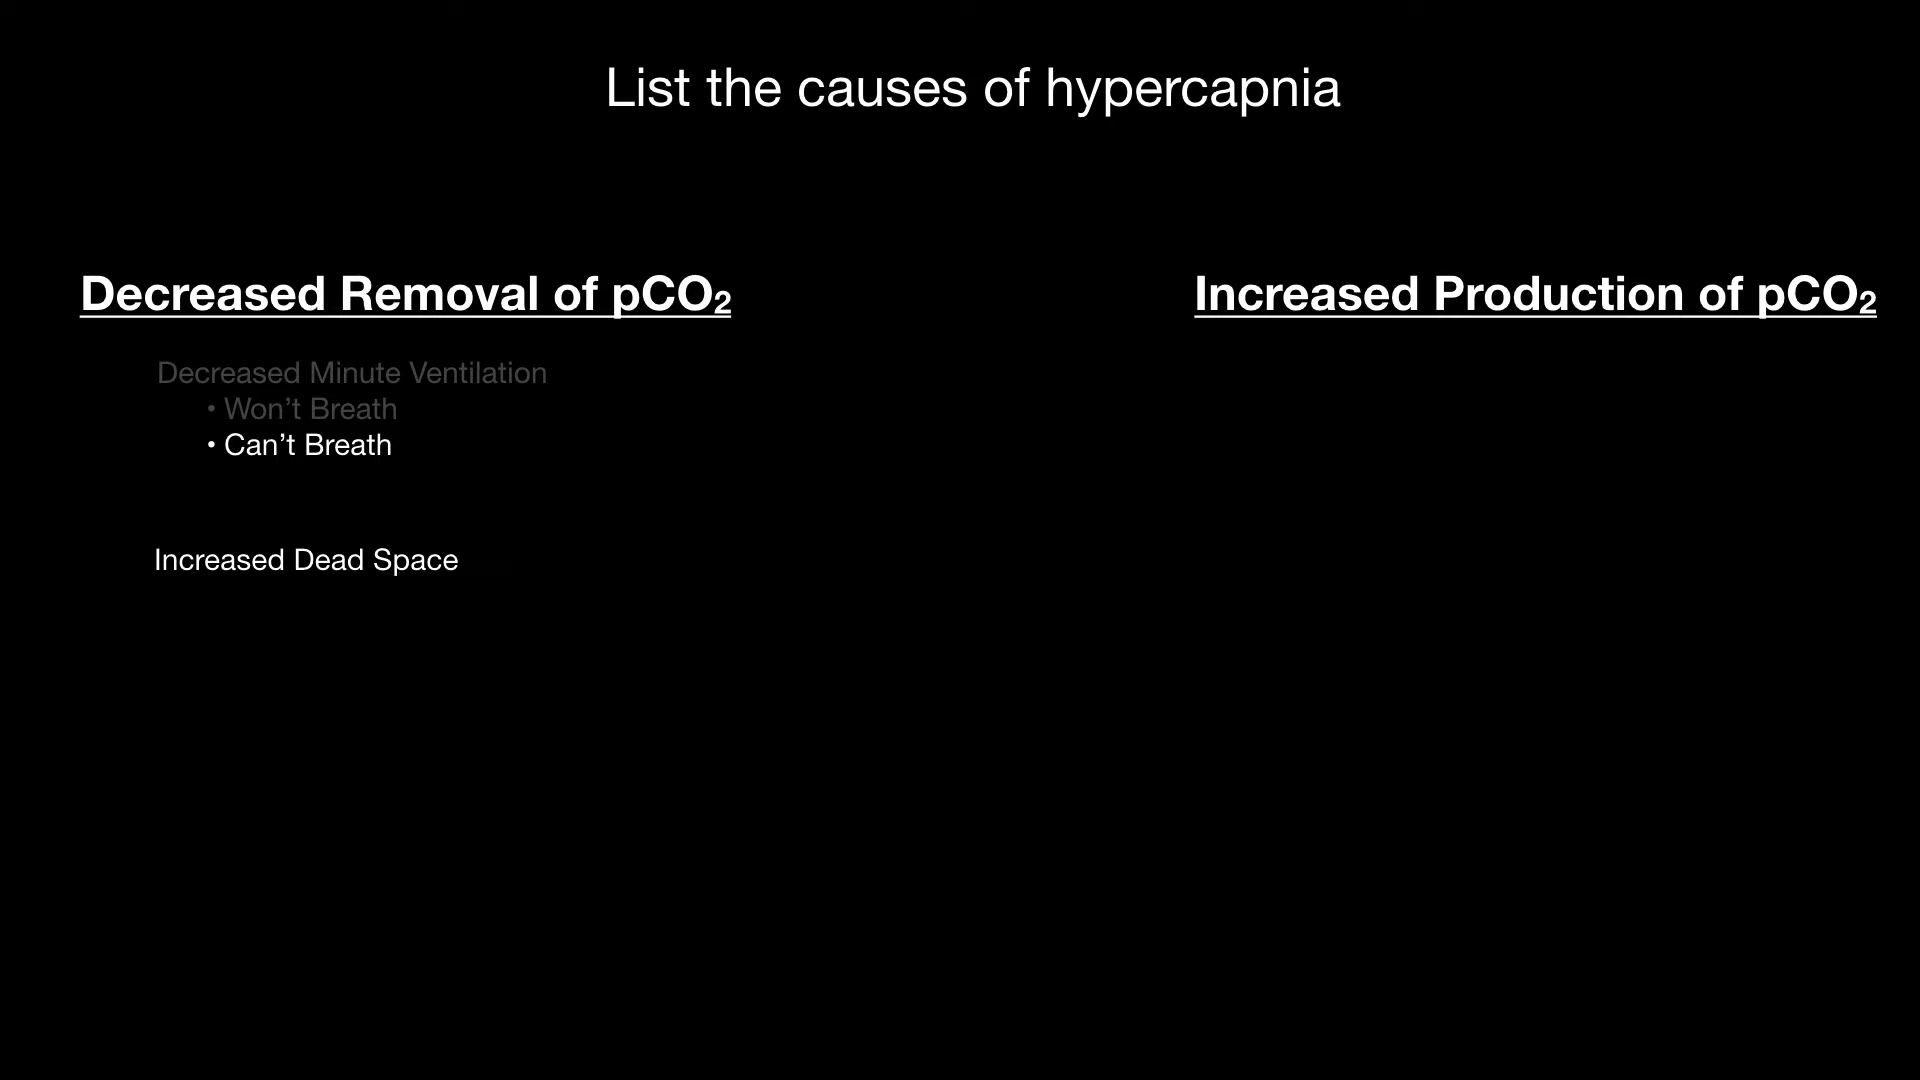 List the causes of hypercapnia
Decreased Removal of pCO₂
Increased Production of pCO₂
Decreased Minute Ventilation
• Won’t Breath
• Can’t Breath
Increased Dead Space